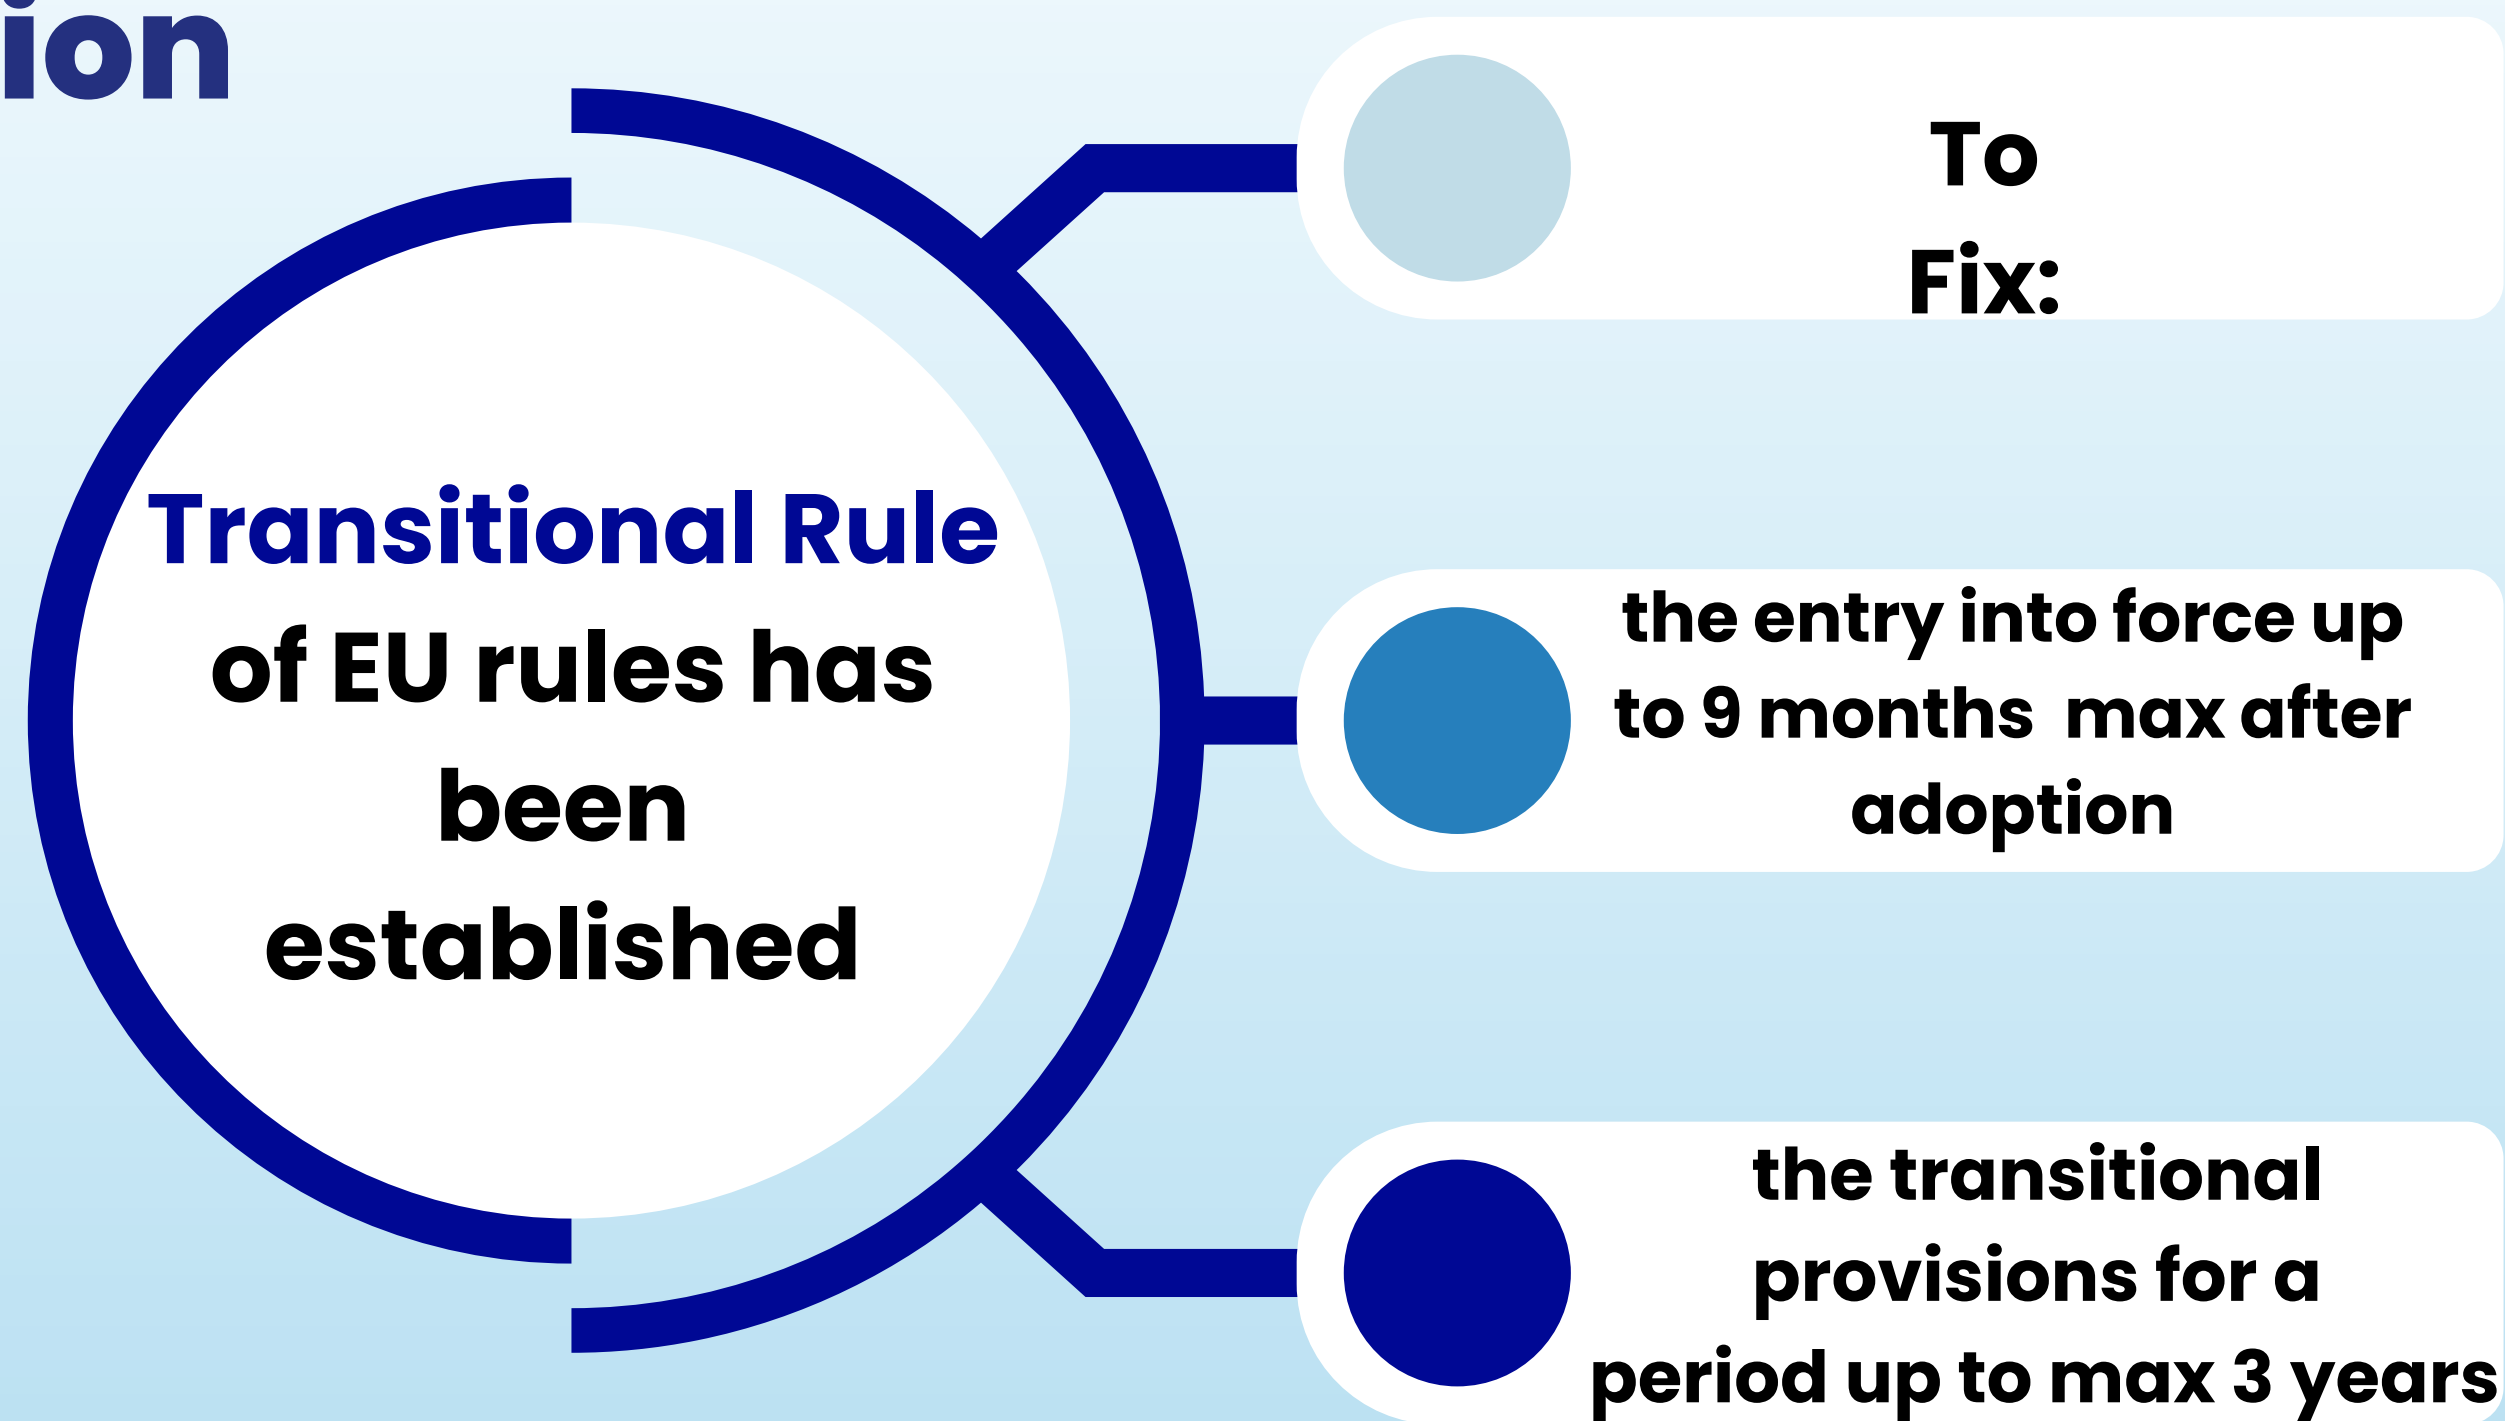 ion
Transitional Rule
of EU rules has
been
established
To
Fix:
the entry into force up
to 9 months  max after
adoption
the transitional
provisions for a
period up to max 3 years